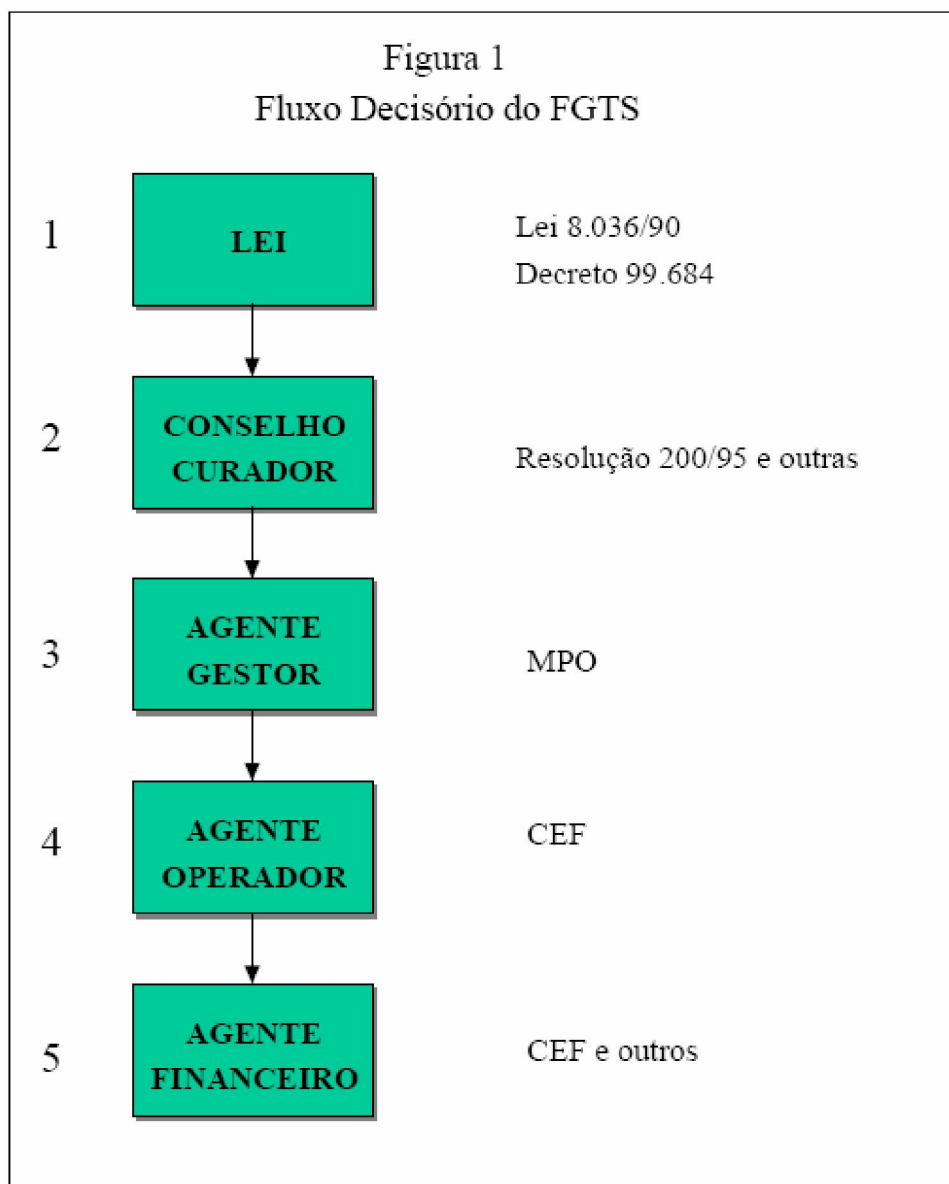 Figura 1
Fluxo Decisório do FGTS
1
LEI
Lei 8.036/90
Decreto 99.684
2
CONSELHO
CURADOR
Resolução 200/95 e outras
3
AGENTE
GESTOR
MPO
4
AGENTE
OPERADOR
CEF
5
AGENTE
FINANCEIRO
CEF e outros